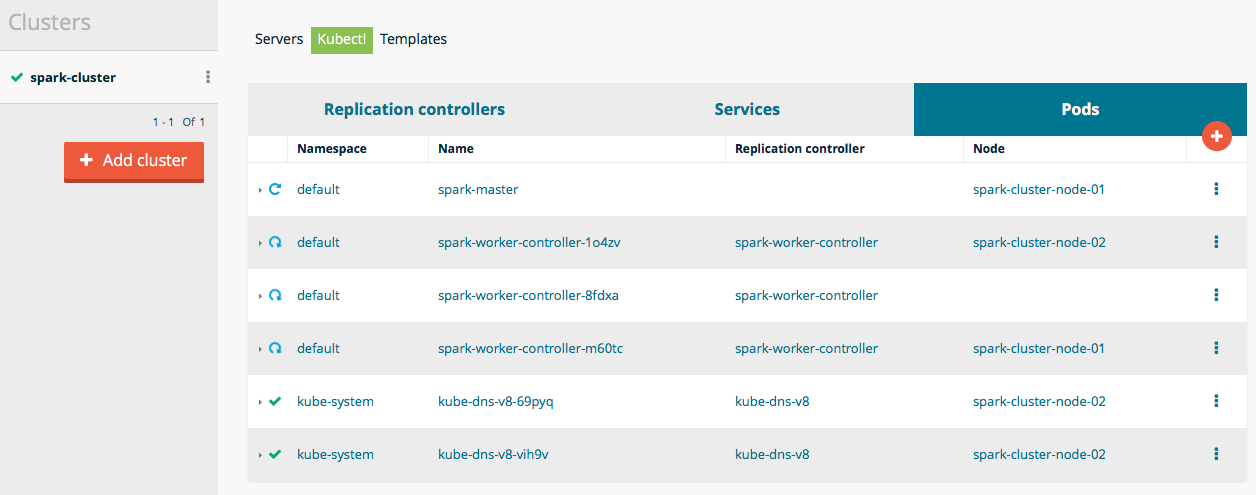 Clusters
Servers Kubectl Templates
spark-cluster
1 - 1 Of 1
+ Add cluster
Replication controllers Services Pods
Namespace Name Replication controller Node
default spark-master spark-cluster-node-01
default spark-worker-controller-1o4zv spark-worker-controller spark-cluster-node-02
default spark-worker-controller-8fdxa spark-worker-controller
default spark-worker-controller-m60tc spark-worker-controller spark-cluster-node-01
kube-system kube-dns-v8-69pyq kube-dns-v8 spark-cluster-node-02
kube-system kube-dns-v8-vih9v kube-dns-v8 spark-cluster-node-02